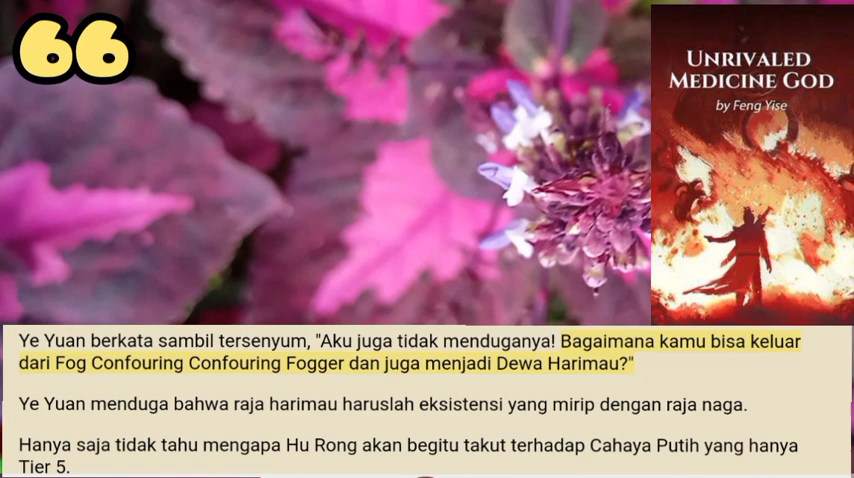 66
UNRIVALED
MEDICINE GOD
by Feng Yise
Ye Yuan berkata sambil tersenyum, "Aku juga tidak menduganya! Bagaimana kamu bisa keluar
dari Fog Confouring Confouring Fogger dan juga menjadi Dewa Harimau?"
Ye Yuan menduga bahwa raja harimau haruslah eksistensi yang mirip dengan raja naga.
Hanya saja tidak tahu mengapa Hu Rong akan begitu takut terhadap Cahaya Putih yang hanya
Tier 5.